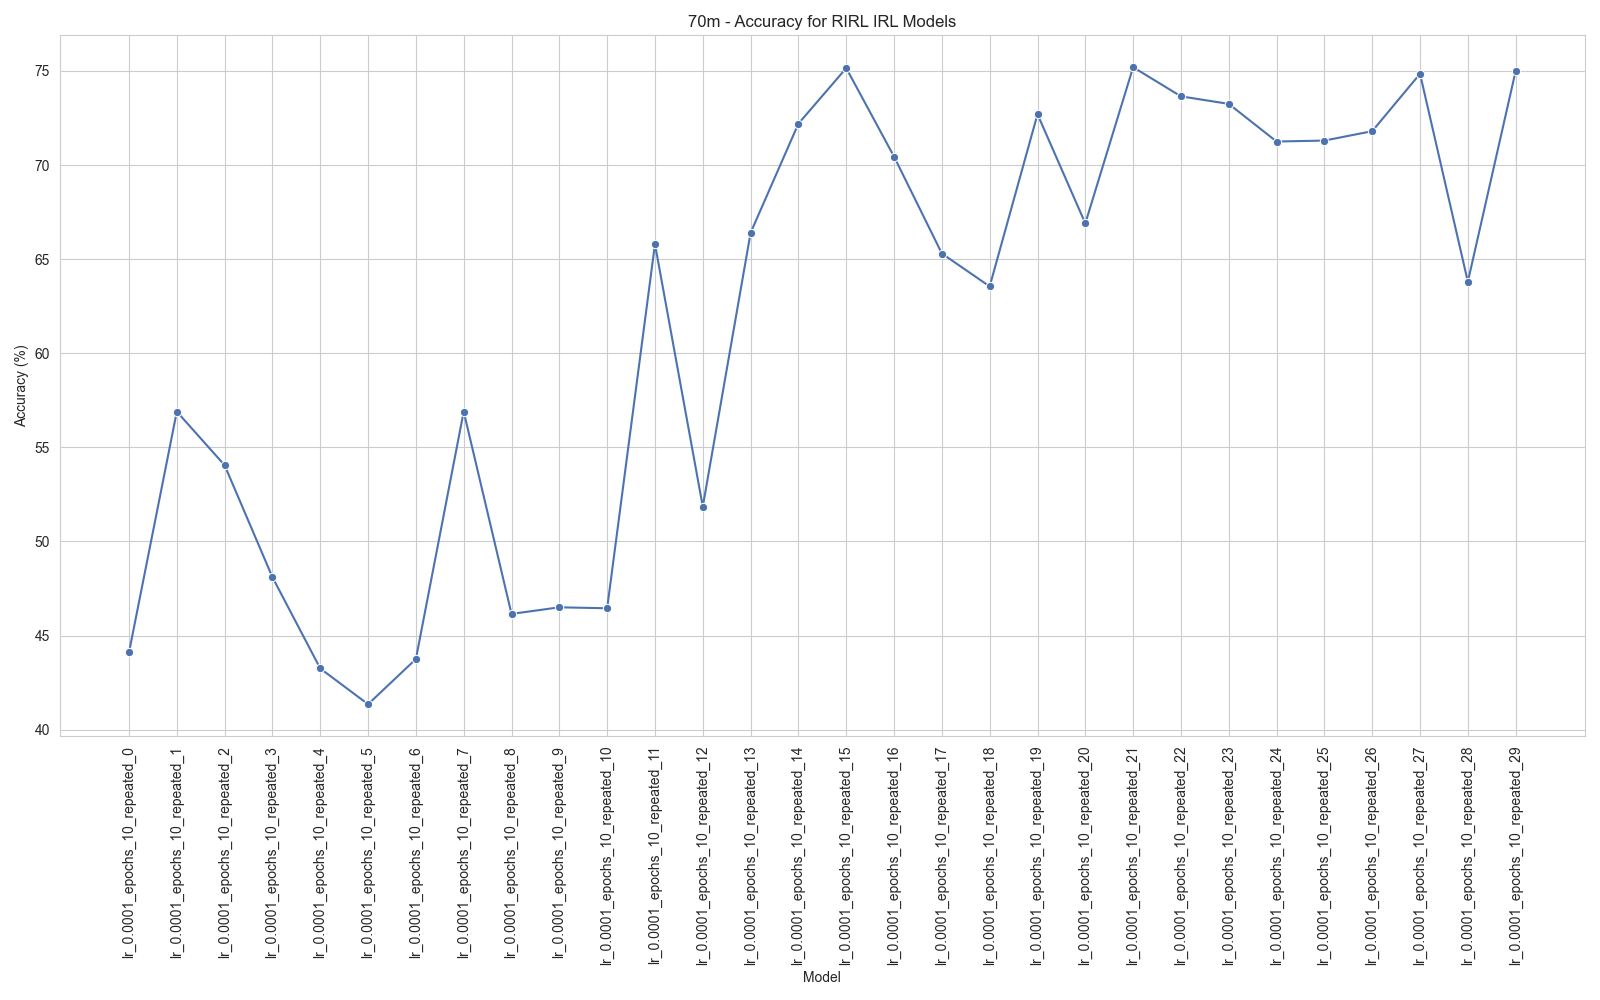 70m - Accuracy for RIRL IRL Models
Accuracy (%)
75
70
65
60
55
50
45
40
lr_0.0001_epochs_10_repeated_0
lr_0.0001_epochs_10_repeated_1
lr_0.0001_epochs_10_repeated_2
lr_0.0001_epochs_10_repeated_3
lr_0.0001_epochs_10_repeated_4
lr_0.0001_epochs_10_repeated_5
lr_0.0001_epochs_10_repeated_6
lr_0.0001_epochs_10_repeated_7
lr_0.0001_epochs_10_repeated_8
lr_0.0001_epochs_10_repeated_9
lr_0.0001_epochs_10_repeated_10
lr_0.0001_epochs_10_repeated_11
lr_0.0001_epochs_10_repeated_12
lr_0.0001_epochs_10_repeated_13
lr_0.0001_epochs_10_repeated_14
lr_0.0001_epochs_10_repeated_15
lr_0.0001_epochs_10_repeated_16
lr_0.0001_epochs_10_repeated_17
lr_0.0001_epochs_10_repeated_18
lr_0.0001_epochs_10_repeated_19
lr_0.0001_epochs_10_repeated_20
lr_0.0001_epochs_10_repeated_21
lr_0.0001_epochs_10_repeated_22
lr_0.0001_epochs_10_repeated_23
lr_0.0001_epochs_10_repeated_24
lr_0.0001_epochs_10_repeated_25
lr_0.0001_epochs_10_repeated_26
lr_0.0001_epochs_10_repeated_27
lr_0.0001_epochs_10_repeated_28
lr_0.0001_epochs_10_repeated_29
Model